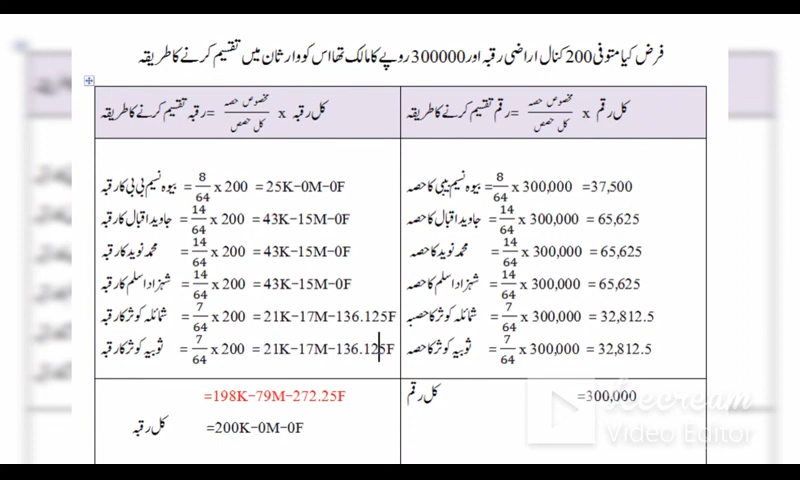 فرض کیا متوفی 200 کنال اراضی رقبہ اور 300000 روپے کا مالک تھا اس کو وارثان میں تقسیم کرنے کا طریقہ
رقم تقسیم کرنے کا طریقہ = مخصوص حصہ / کل حصص x کل رقم
رقبہ تقسیم کرنے کا طریقہ = مخصوص حصہ / کل حصص x کل رقبہ
بیوہ نسیم بی بی کا حصہ = 8/64 x 300,000 = 37,500
جاوید اقبال کا حصہ = 14/64 x 300,000 = 65,625
محمد نوید کا حصہ = 14/64 x 300,000 = 65,625
شہزاد اسلم کا حصہ = 14/64 x 300,000 = 65,625
شمائلہ کوثر کا حصہ = 7/64 x 300,000 = 32,812.5
ثوبیہ کوثر کا حصہ = 7/64 x 300,000 = 32,812.5
کل رقم =300,000
بیوہ نسیم بی بی کا رقبہ = 8/64 x 200 = 25K-0M-0F
جاوید اقبال کا رقبہ = 14/64 x 200 = 43K-15M-0F
محمد نوید کا رقبہ = 14/64 x 200 = 43K-15M-0F
شہزاد اسلم کا رقبہ = 14/64 x 200 = 43K-15M-0F
شمائلہ کوثر کا رقبہ = 7/64 x 200 = 21K-17M-136.125F
ثوبیہ کوثر کا رقبہ = 7/64 x 200 = 21K-17M-136.125F
=198K-79M-272.25F
کل رقبہ =200K-0M-0F
Icecream
Video Editor